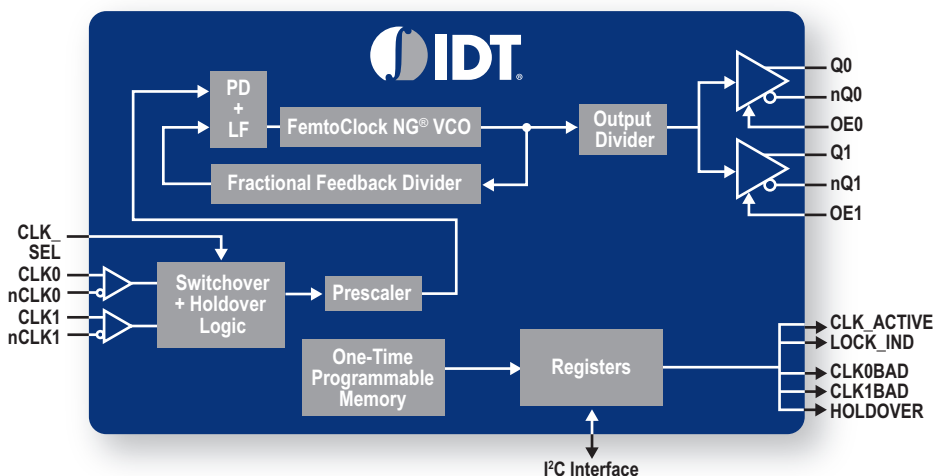 IDT®
PD
+
LF
FemtoClock NG® VCO
Output
Divider
Fractional Feedback Divider
Q0
nQ0
OE0
Q1
nQ1
OE1
CLK_
SEL
CLK0
nCLK0
CLK1
nCLK1
Switchover
+ Holdover
Logic
Prescaler
One-Time
Programmable
Memory
Registers
CLK_ACTIVE
LOCK_IND
CLK0BAD
CLK1BAD
HOLDOVER
I²C Interface